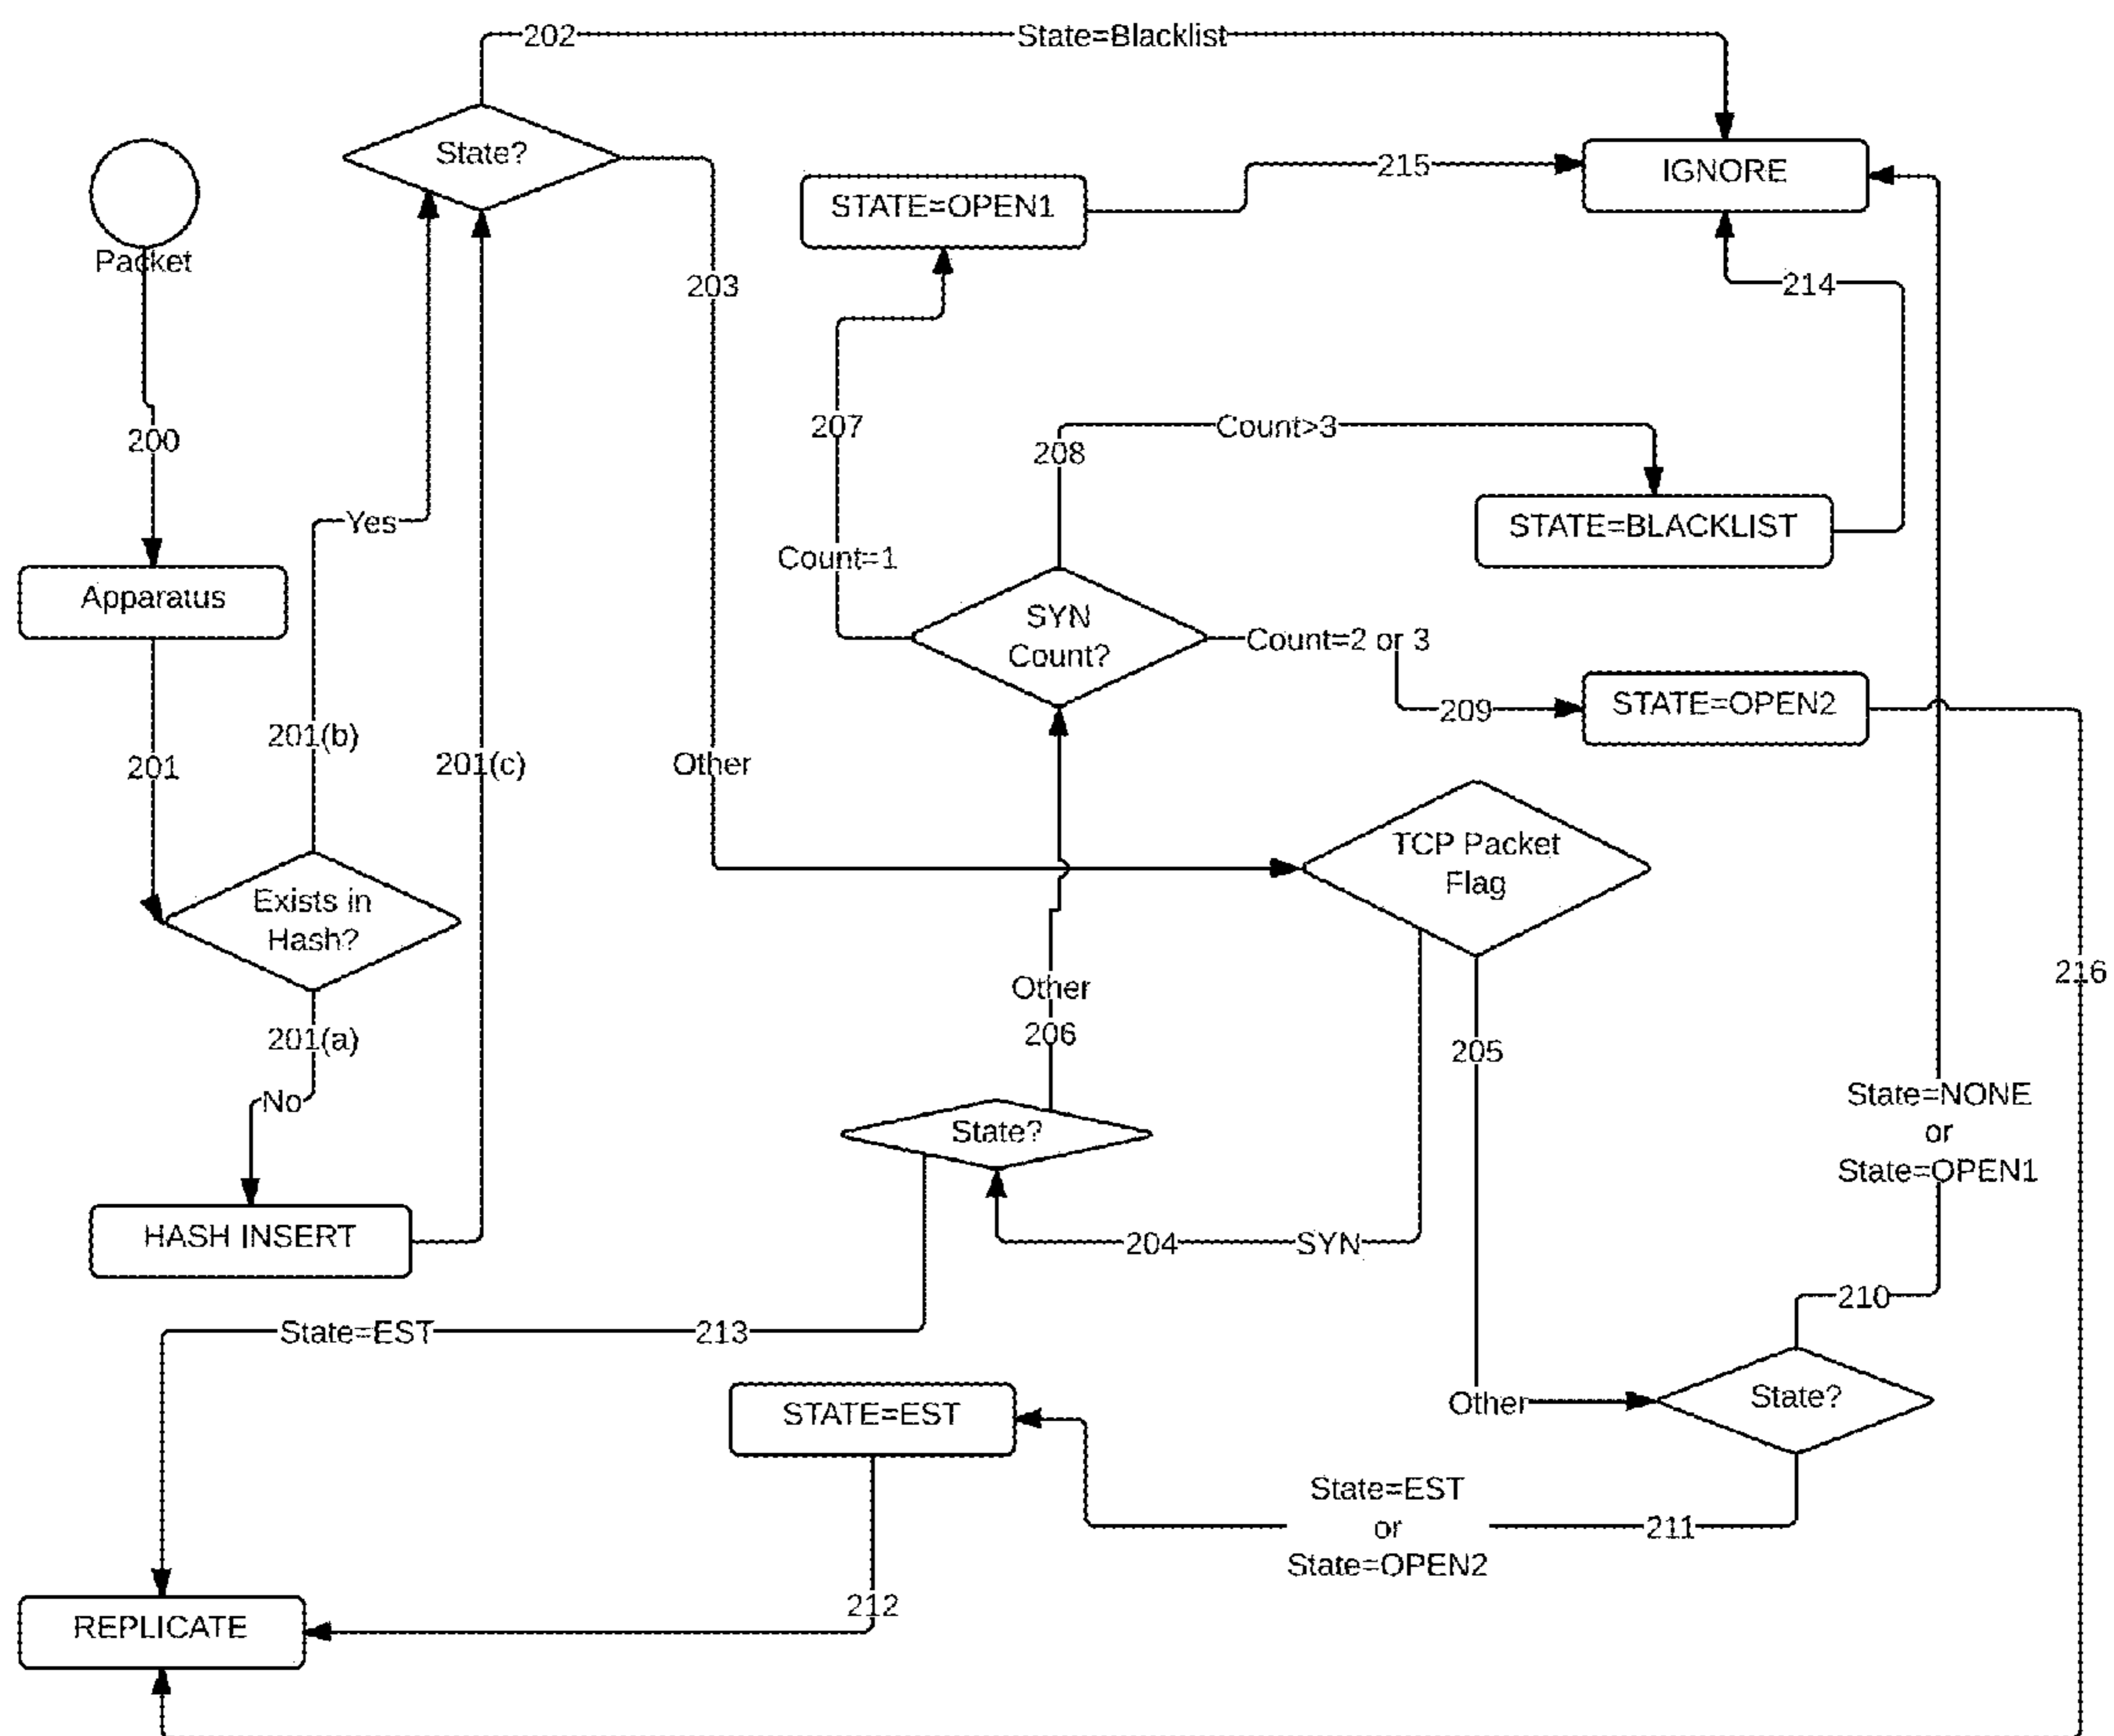 202
State=Blacklist
State?
IGNORE
215
STATE=OPEN1
Packet
203
214
207
Count>3
200
208
Yes
STATE=BLACKLIST
Count=1
Apparatus
SYN
Count?
Count=2 or 3
STATE=OPEN2
209
201(b)
201
201(c)
Other
TCP Packet
Flag
Exists in
Hash?
216
Other
206
201(a)
205
No
State=NONE
or
State=OPEN1
State?
HASH INSERT
204
SYN
210
State=EST
213
State?
STATE=EST
Other
State=EST
or
State=OPEN2
211
212
REPLICATE